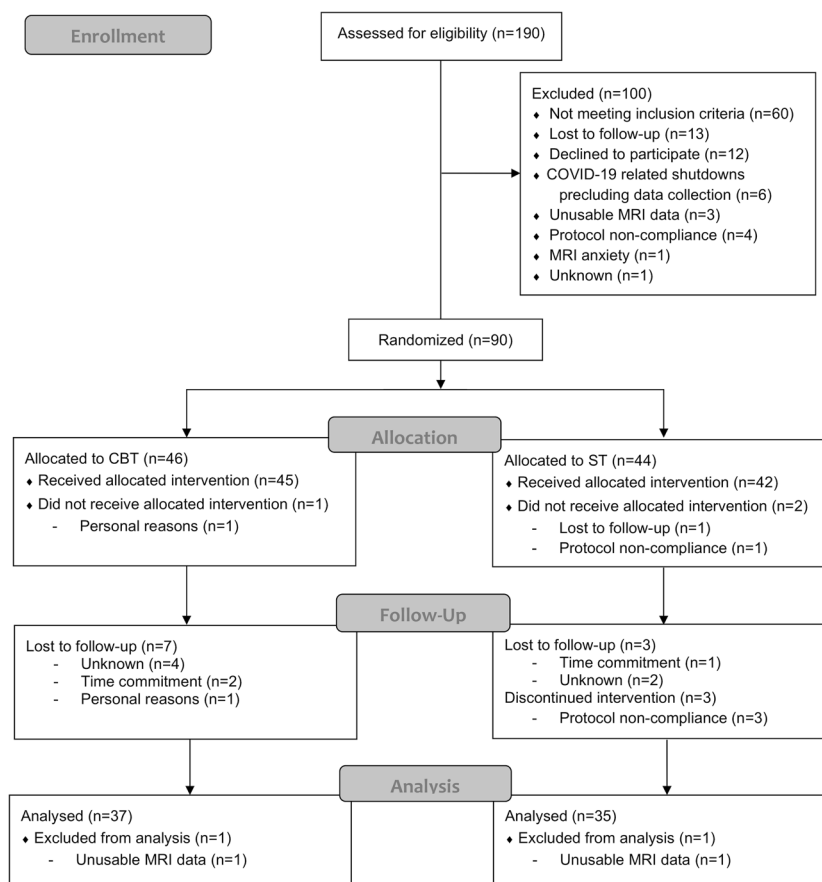 Enrollment
Assessed for eligibility (n=190)
Excluded (n=100)
♦ Not meeting inclusion criteria (n=60)
♦ Lost to follow-up (n=13)
♦ Declined to participate (n=12)
♦ COVID-19 related shutdowns
precluding data collection (n=6)
♦ Unusable MRI data (n=3)
♦ Protocol non-compliance (n=4)
♦ MRI anxiety (n=1)
♦ Unknown (n=1)
Randomized (n=90)
Allocation
Allocated to CBT (n=46)
♦ Received allocated intervention (n=45)
♦ Did not receive allocated intervention (n=1)
- Personal reasons (n=1)
Allocated to ST (n=44)
♦ Received allocated intervention (n=42)
♦ Did not receive allocated intervention (n=2)
- Lost to follow-up (n=1)
- Protocol non-compliance (n=1)
Follow-Up
Lost to follow-up (n=7)
- Unknown (n=4)
- Time commitment (n=2)
- Personal reasons (n=1)
Lost to follow-up (n=3)
- Time commitment (n=1)
- Unknown (n=2)
Discontinued intervention (n=3)
- Protocol non-compliance (n=3)
Analysis
Analysed (n=37)
♦ Excluded from analysis (n=1)
- Unusable MRI data (n=1)
Analysed (n=35)
♦ Excluded from analysis (n=1)
- Unusable MRI data (n=1)